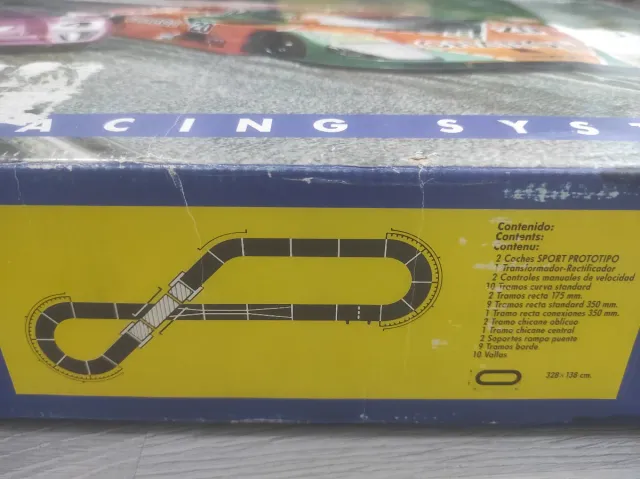 ACING SYS
Contenido:
Contents:
Contenu:
2 Coches SPORT PROTOTIPO
1 Transformador-Rectificador
2 Controles manuales de velocidad
10 Tramos curva standard
2 Tramos recta 175 mm.
9 Tramos recta standard 350 mm.
1 Tramo recta conexiones 350 mm.
2 Tramo chicane oblicuo
1 Tramo chicane central
2 Soportes rampa puente
9 Tramos borde
10 Vallas
328 × 138 cm.